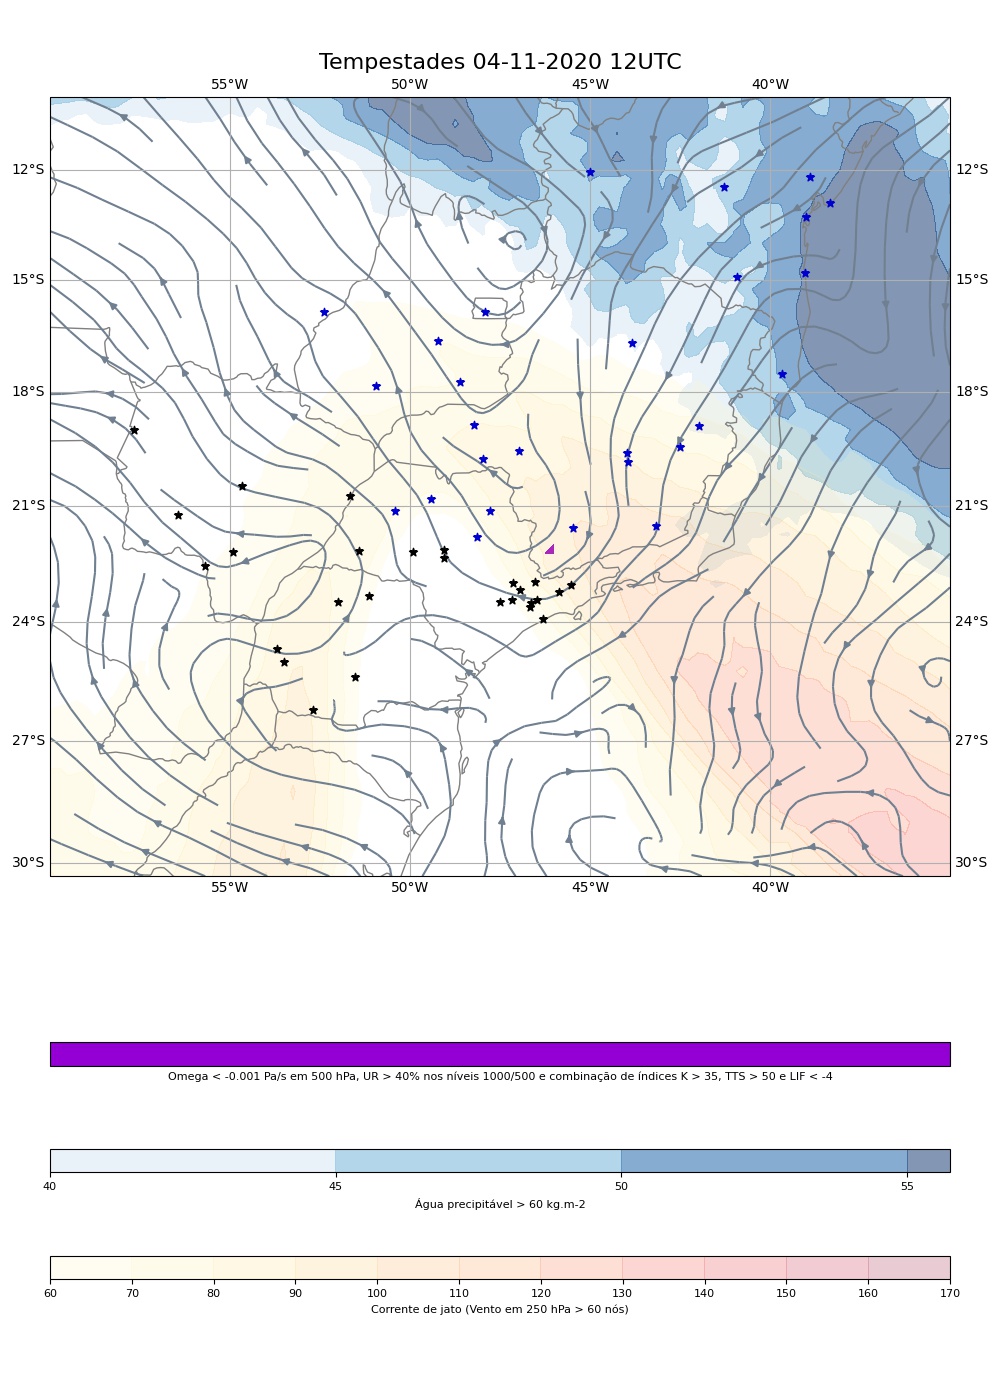 Tempestades 04-11-2020 12UTC
55°W 50°W 45°W 40°W
12°S 12°S
15°S 15°S
18°S 18°S
21°S 21°S
24°S 24°S
27°S 27°S
30°S 30°S
55°W 50°W 45°W 40°W
Omega < -0.001 Pa/s em 500 hPa, UR > 40% nos níveis 1000/500 e combinação de índices K > 35, TTS > 50 e LIF < -4
40 45 50 55
Água precipitável > 60 kg.m-2
60 70 80 90 100 110 120 130 140 150 160 170
Corrente de jato (Vento em 250 hPa > 60 nós)